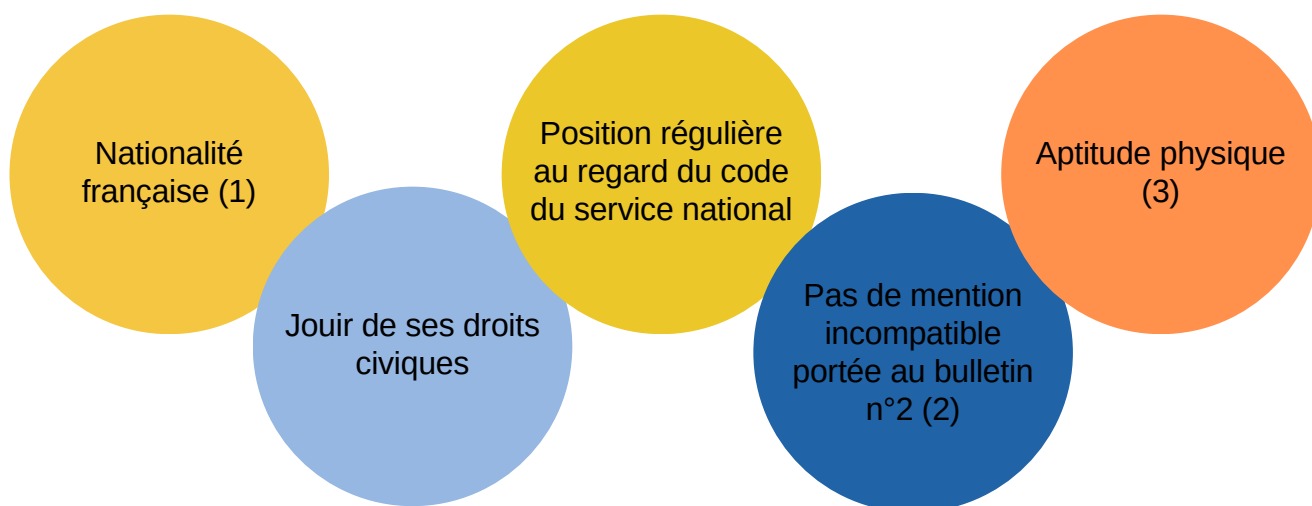 Nationalité
française (1)
Jouir de ses droits
civiques
Position régulière
au regard du code
du service national
Pas de mention
incompatible
portée au bulletin
n°2 (2)
Aptitude physique
(3)